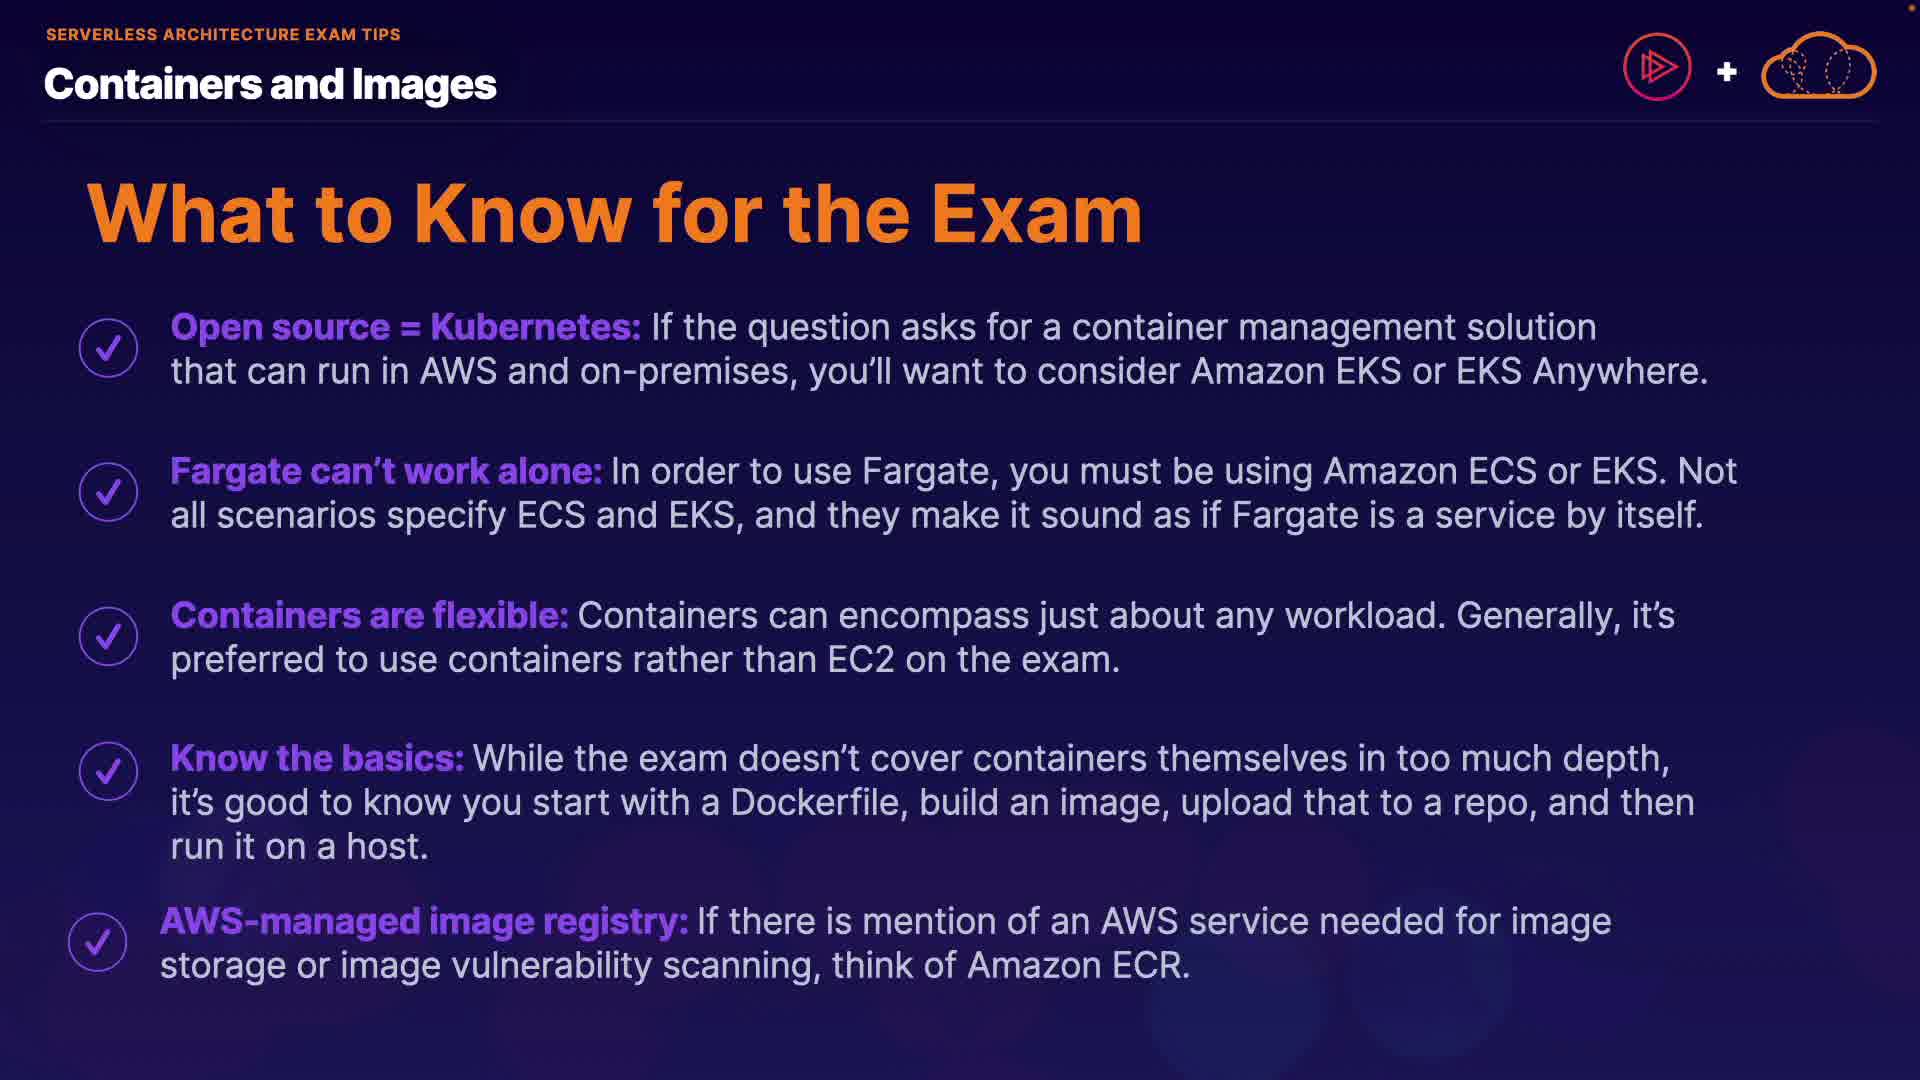 SERVERLESS ARCHITECTURE EXAM TIPS
Containers and Images
What to Know for the Exam
Open source = Kubernetes: If the question asks for a container management solution
that can run in AWS and on-premises, you’ll want to consider Amazon EKS or EKS Anywhere.
Fargate can’t work alone: In order to use Fargate, you must be using Amazon ECS or EKS. Not
all scenarios specify ECS and EKS, and they make it sound as if Fargate is a service by itself.
Containers are flexible: Containers can encompass just about any workload. Generally, it’s
preferred to use containers rather than EC2 on the exam.
Know the basics: While the exam doesn’t cover containers themselves in too much depth,
it’s good to know you start with a Dockerfile, build an image, upload that to a repo, and then
run it on a host.
AWS-managed image registry: If there is mention of an AWS service needed for image
storage or image vulnerability scanning, think of Amazon ECR.